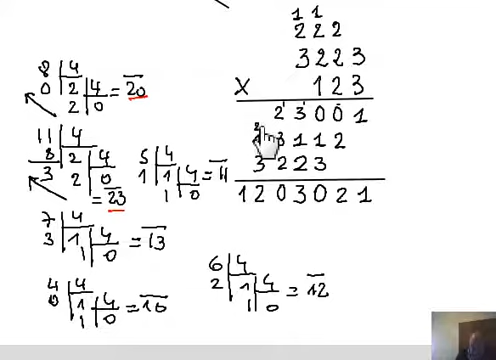 1 1
2 2 2
3 2 2 3
X 1 2 3
2 3 0 0 1
3 1 1 2
3 2 2 3
1 2 0 3 0 2 1
8 4
0 2 4
2 0 = 20
11 4
8 2 4
3 2 0
= 23
5 4
1 1 4
1 0 = 11
7 4
3 1 4
1 0 = 13
4 4
0 1 4
1 0 = 10
6 4
2 1 4
1 0 = 12